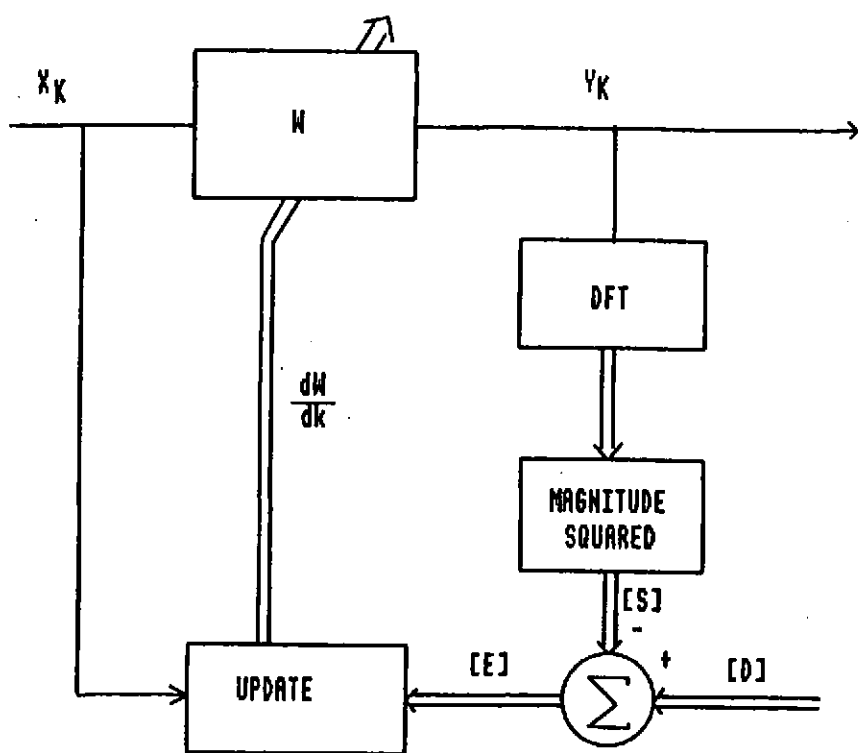 X_K
W
Y_K
DFT
dW
dk
MAGNITUDE
SQUARED
[S]
-
+
[E]
[D]
UPDATE
Σ